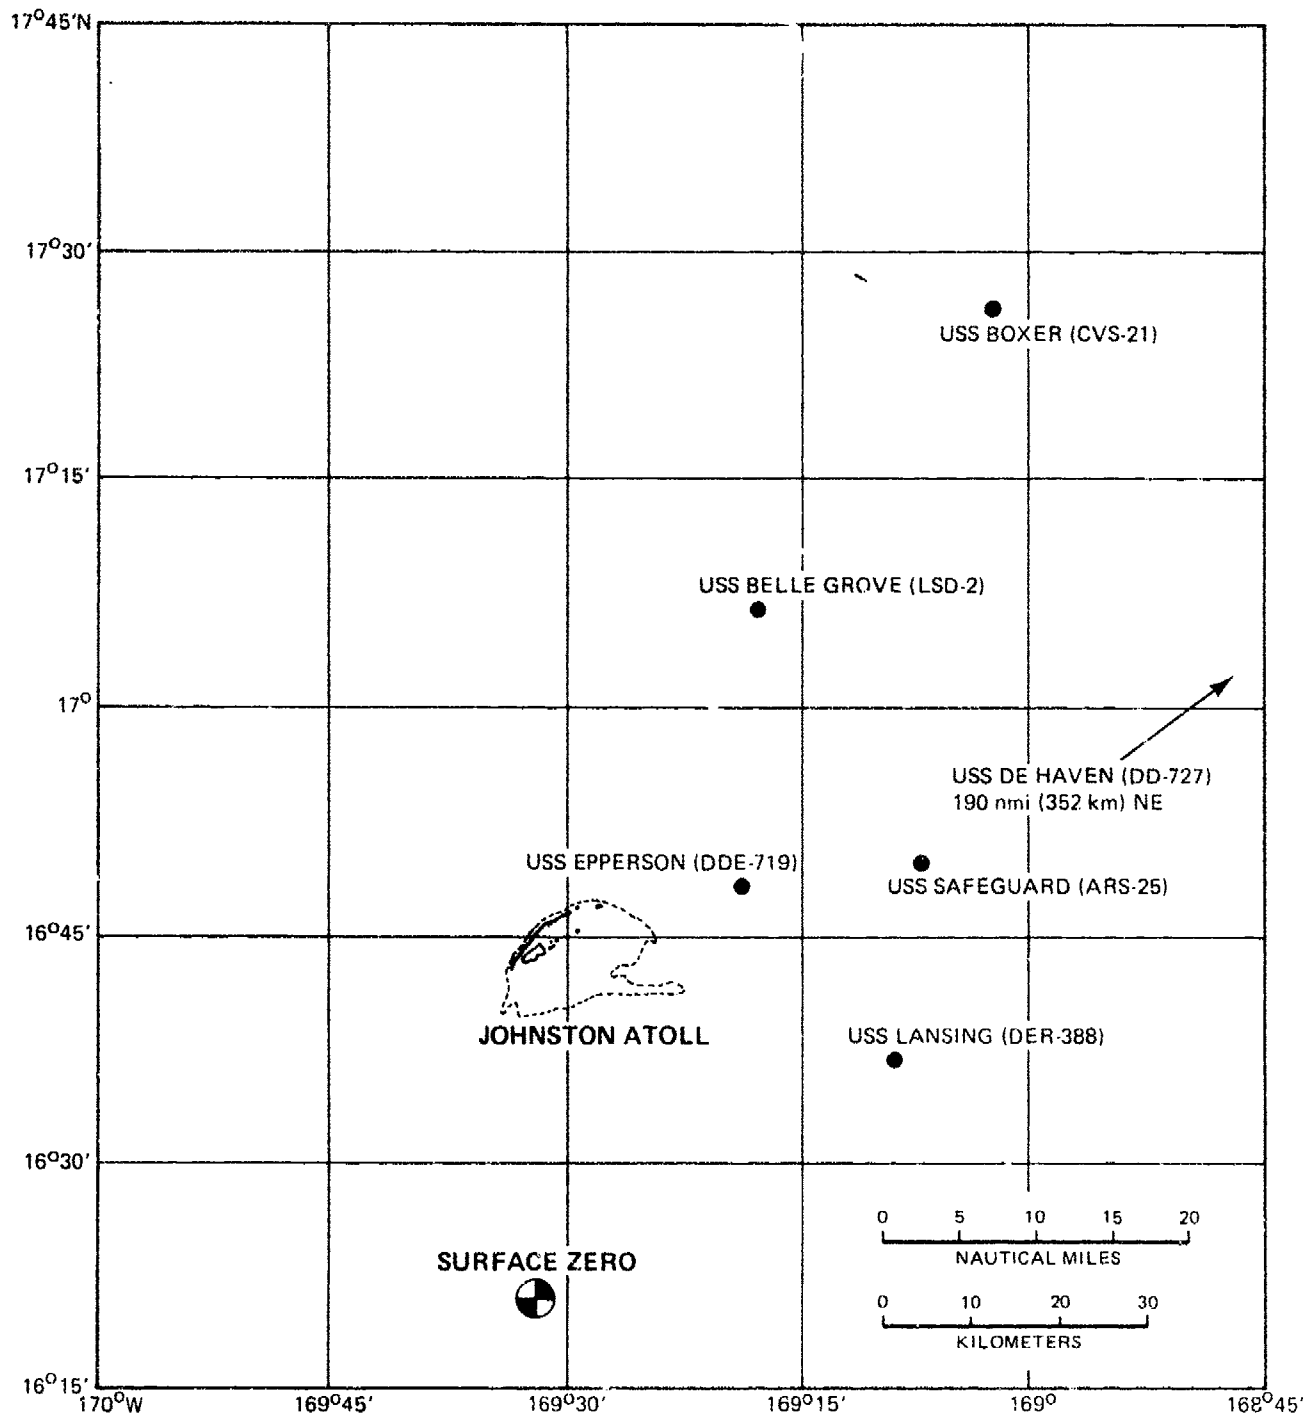 17°45'N
17°30'
USS BOXER (CVS-21)
17°15'
USS BELLE GROVE (LSD-2)
17°
USS DE HAVEN (DD-727)
190 nmi (352 km) NE
USS EPPERSON (DDE-719)
USS SAFEGUARD (ARS-25)
16°45'
JOHNSTON ATOLL
USS LANSING (DER-388)
16°30'
0 5 10 15 20
NAUTICAL MILES
SURFACE ZERO
0 10 20 30
KILOMETERS
16°15'
170°W 169°45' 169°30' 169°15' 169° 168°45'